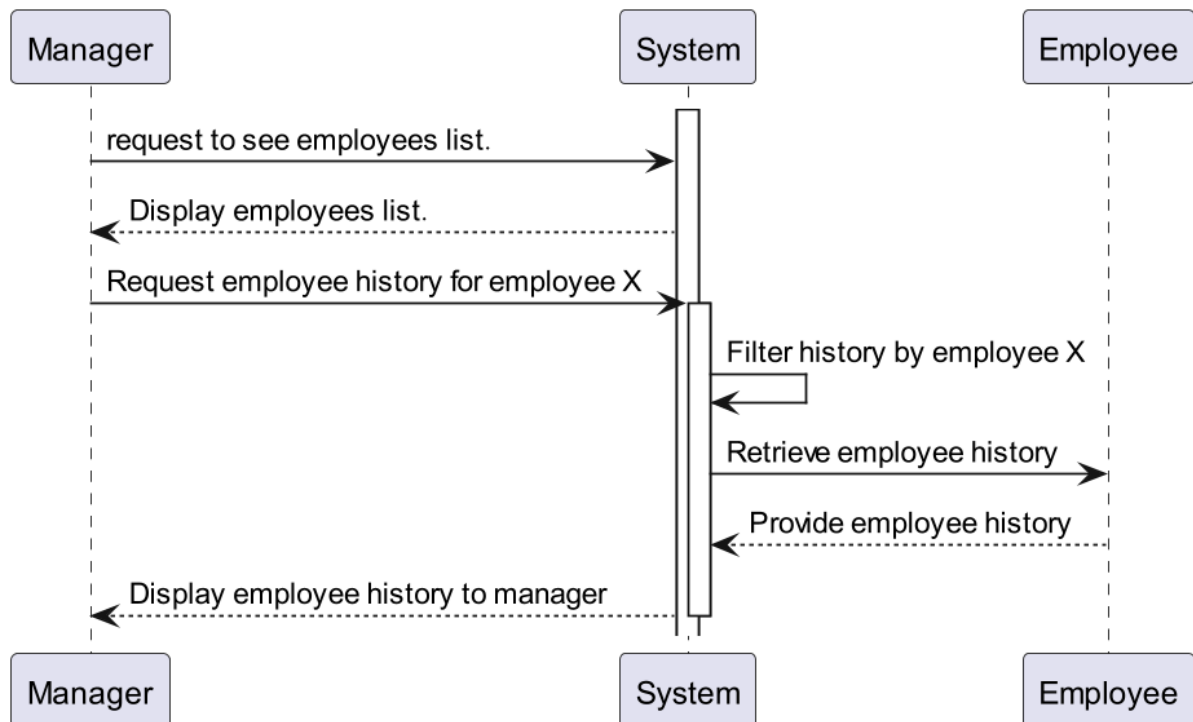 Manager
System
Employee
request to see employees list.
Display employees list.
Request employee history for employee X
Filter history by employee X
Retrieve employee history
Provide employee history
Display employee history to manager
Manager
System
Employee